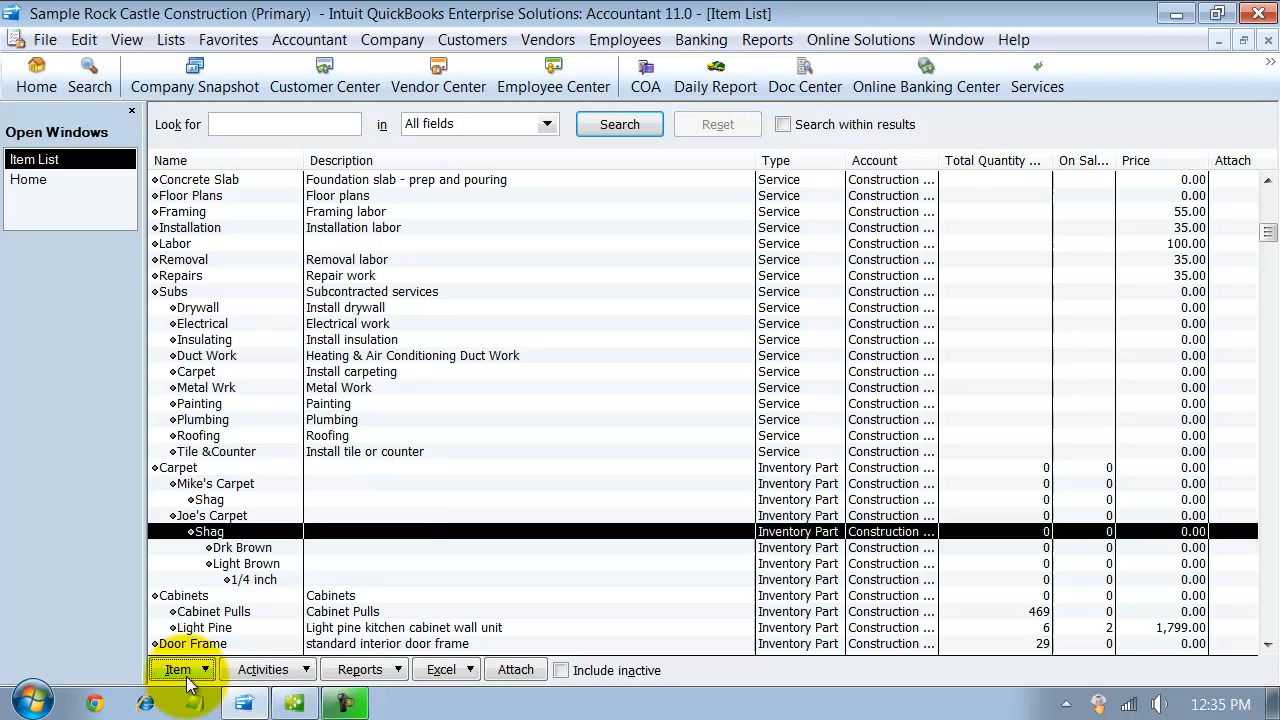 Sample Rock Castle Construction (Primary) - Intuit QuickBooks Enterprise Solutions: Accountant 11.0 - [Item List]
File Edit View Lists Favorites Accountant Company Customers Vendors Employees Banking Reports Online Solutions Window Help
Home Search Company Snapshot Customer Center Vendor Center Employee Center COA Daily Report Doc Center Online Banking Center Services
Open Windows
Item List
Home
Look for in All fields Search Reset Search within results
Name Description Type Account Total Quantity ... On Sal... Price Attach
Concrete Slab Foundation slab - prep and pouring Service Construction ... 0.00
Floor Plans Floor plans Service Construction ... 0.00
Framing Framing labor Service Construction ... 55.00
Installation Installation labor Service Construction ... 35.00
Labor Service Construction ... 100.00
Removal Removal labor Service Construction ... 35.00
Repairs Repair work Service Construction ... 35.00
Subs Subcontracted services Service Construction ... 0.00
Drywall Install drywall Service Construction ... 0.00
Electrical Electrical work Service Construction ... 0.00
Insulating Install insulation Service Construction ... 0.00
Duct Work Heating & Air Conditioning Duct Work Service Construction ... 0.00
Carpet Install carpeting Service Construction ... 0.00
Metal Wrk Metal Work Service Construction ... 0.00
Painting Painting Service Construction ... 0.00
Plumbing Plumbing Service Construction ... 0.00
Roofing Roofing Service Construction ... 0.00
Tile &Counter Install tile or counter Service Construction ... 0.00
Carpet Inventory Part Construction ... 0 0 0.00
Mike's Carpet Inventory Part Construction ... 0 0 0.00
Shag Inventory Part Construction ... 0 0 0.00
Joe's Carpet Inventory Part Construction ... 0 0 0.00
Shag Inventory Part Construction ... 0 0 0.00
Drk Brown Inventory Part Construction ... 0 0 0.00
Light Brown Inventory Part Construction ... 0 0 0.00
1/4 inch Inventory Part Construction ... 0 0 0.00
Cabinets Cabinets Inventory Part Construction ... 0 0 0.00
Cabinet Pulls Cabinet Pulls Inventory Part Construction ... 469 0 0.00
Light Pine Light pine kitchen cabinet wall unit Inventory Part Construction ... 6 2 1,799.00
Door Frame standard interior door frame Inventory Part Construction ... 29 0 0.00
Item Activities Reports Excel Attach Include inactive
12:35 PM